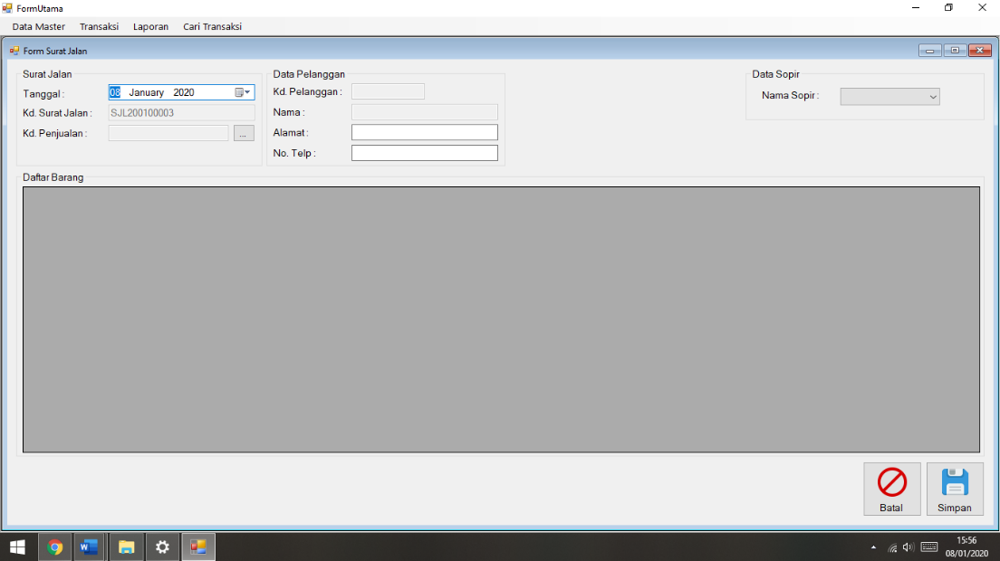 FormUtama
Data Master Transaksi Laporan Cari Transaksi
Form Surat Jalan
Surat Jalan
Tanggal :
08 January 2020
Kd. Surat Jalan :
SJL200100003
Kd. Penjualan :
...
Data Pelanggan
Kd. Pelanggan :
Nama :
Alamat :
No. Telp :
Data Sopir
Nama Sopir :
Daftar Barang
Batal
Simpan
15:56
08/01/2020